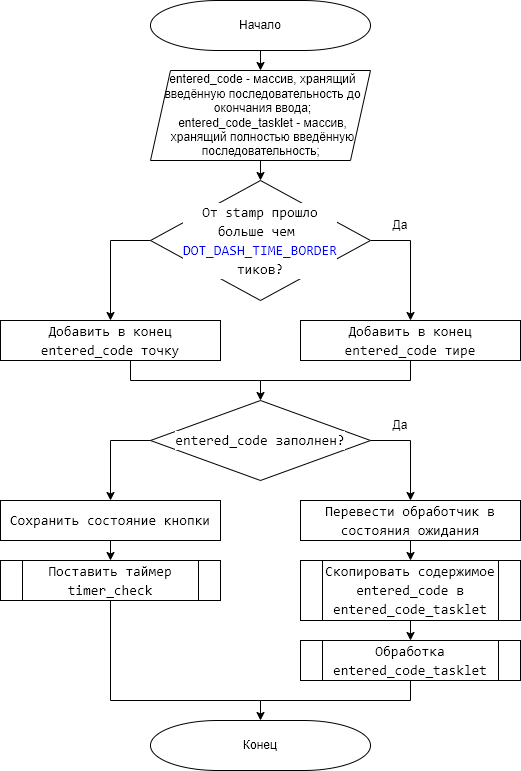 Начало
entered_code - массив, хранящий
введённую последовательность до
окончания ввода;
entered_code_tasklet - массив,
хранящий полностью введённую
последовательность;
От stamp прошло
больше чем
DOT_DASH_TIME_BORDER
тиков?
Да
Добавить в конец
entered_code точку
Добавить в конец
entered_code тире
entered_code заполнен?
Да
Сохранить состояние кнопки
Перевести обработчик в
состояния ожидания
Поставить таймер
timer_check
Скопировать содержимое
entered_code в
entered_code_tasklet
Обработка
entered_code_tasklet
Конец